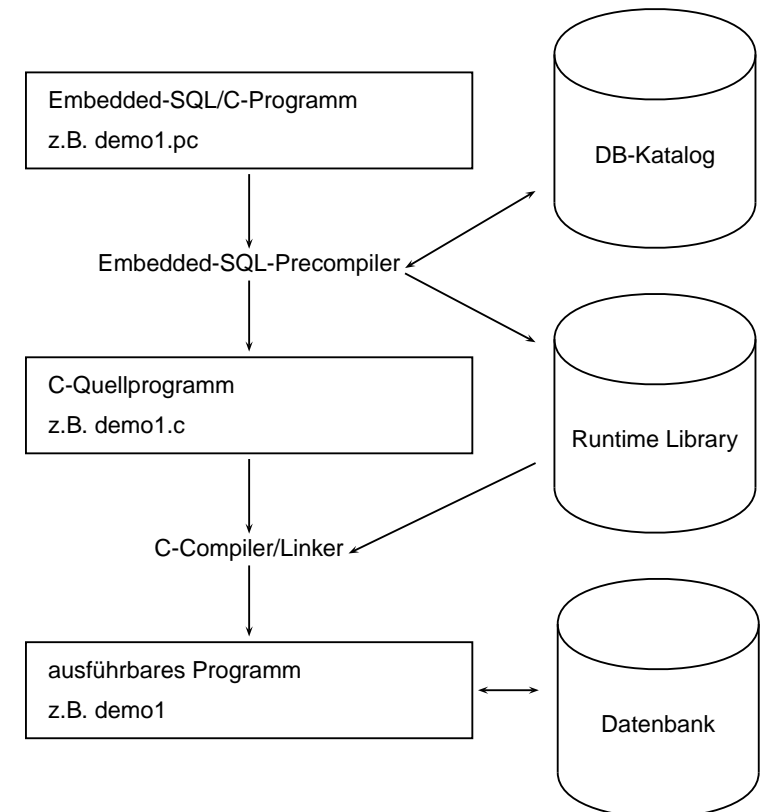 Embedded-SQL/C-Programm
z.B. demo1.pc
DB-Katalog
Embedded-SQL-Precompiler
C-Quellprogramm
z.B. demo1.c
Runtime Library
C-Compiler/Linker
ausführbares Programm
z.B. demo1
Datenbank